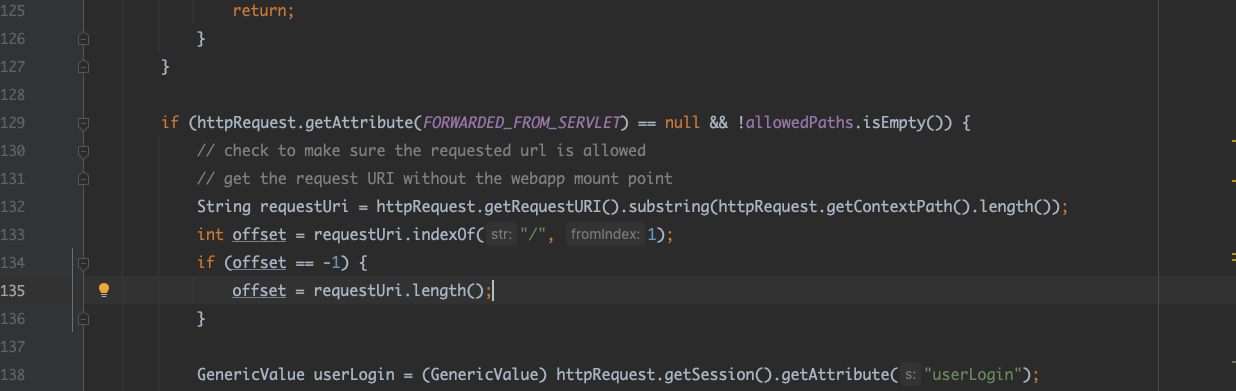 125 return;
126 }
127 }
128
129 if (httpRequest.getAttribute(FORWARDED_FROM_SERVLET) == null && !allowedPaths.isEmpty()) {
130 // check to make sure the requested url is allowed
131 // get the request URI without the webapp mount point
132 String requestUri = httpRequest.getRequestURI().substring(httpRequest.getContextPath().length());
133 int offset = requestUri.indexOf( str: "/", fromIndex: 1);
134 if (offset == -1) {
135 offset = requestUri.length();
136 }
137
138 GenericValue userLogin = (GenericValue) httpRequest.getSession().getAttribute( s: "userLogin");